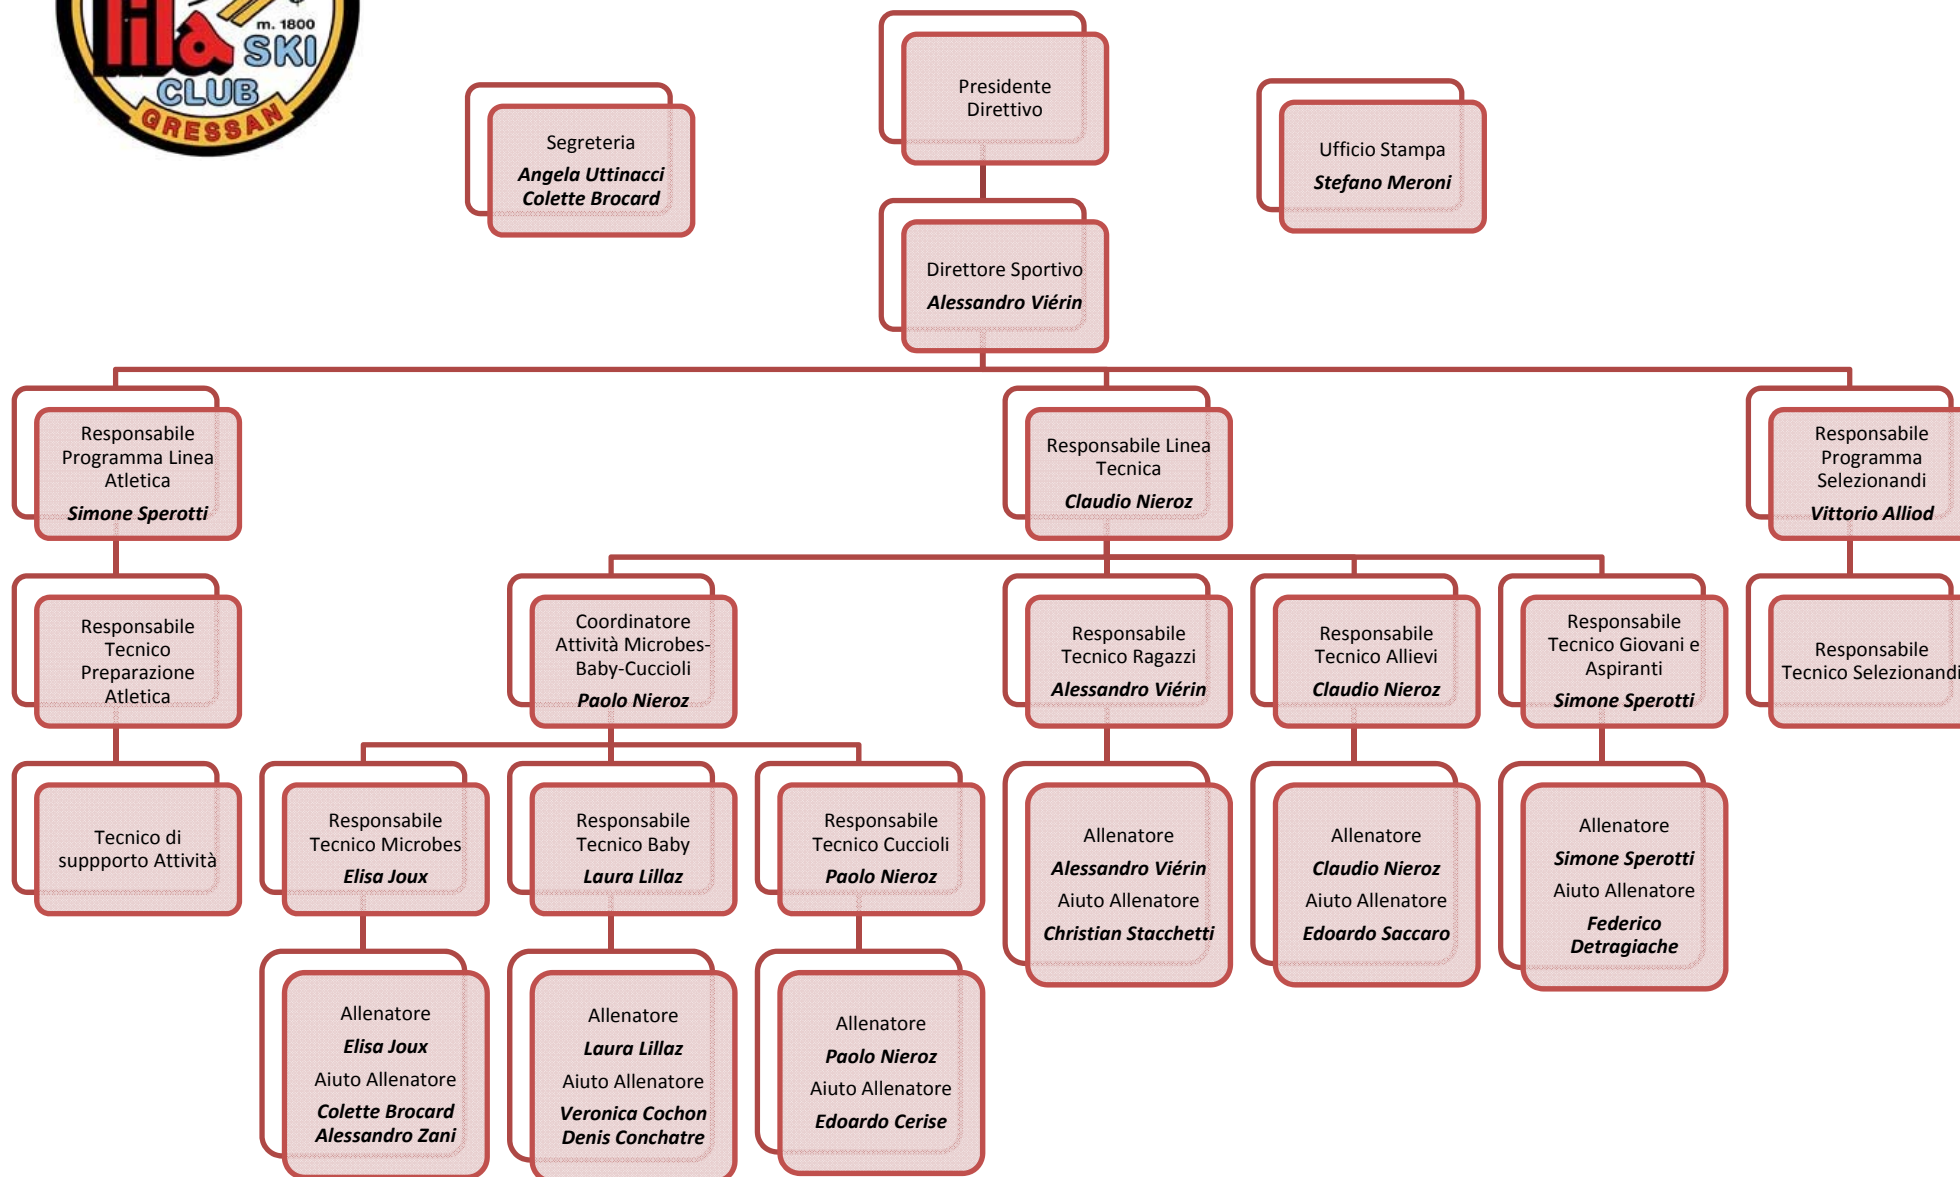 m. 1800
SKI
CLUB
GRESSAN
Presidente
Direttivo
Segreteria
Angela Uttinacci
Colette Brocard
Ufficio Stampa
Stefano Meroni
Direttore Sportivo
Alessandro Viérin
Responsabile
Programma Linea
Atletica
Simone Sperotti
Responsabile Linea
Tecnica
Claudio Nieroz
Responsabile
Programma
Selezionandi
Vittorio Alliod
Responsabile
Tecnico
Preparazione
Atletica
Coordinatore
Attività Microbes-
Baby-Cuccioli
Paolo Nieroz
Responsabile
Tecnico Ragazzi
Alessandro Viérin
Responsabile
Tecnico Allievi
Claudio Nieroz
Responsabile
Tecnico Giovani e
Aspiranti
Simone Sperotti
Responsabile
Tecnico Selezionandi
Tecnico di
suppporto Attività
Responsabile
Tecnico Microbes
Elisa Joux
Responsabile
Tecnico Baby
Laura Lillaz
Responsabile
Tecnico Cuccioli
Paolo Nieroz
Allenatore
Alessandro Viérin
Aiuto Allenatore
Christian Stacchetti
Allenatore
Claudio Nieroz
Aiuto Allenatore
Edoardo Saccaro
Allenatore
Simone Sperotti
Aiuto Allenatore
Federico
Detragiache
Allenatore
Elisa Joux
Aiuto Allenatore
Colette Brocard
Alessandro Zani
Allenatore
Laura Lillaz
Aiuto Allenatore
Veronica Cochon
Denis Conchatre
Allenatore
Paolo Nieroz
Aiuto Allenatore
Edoardo Cerise